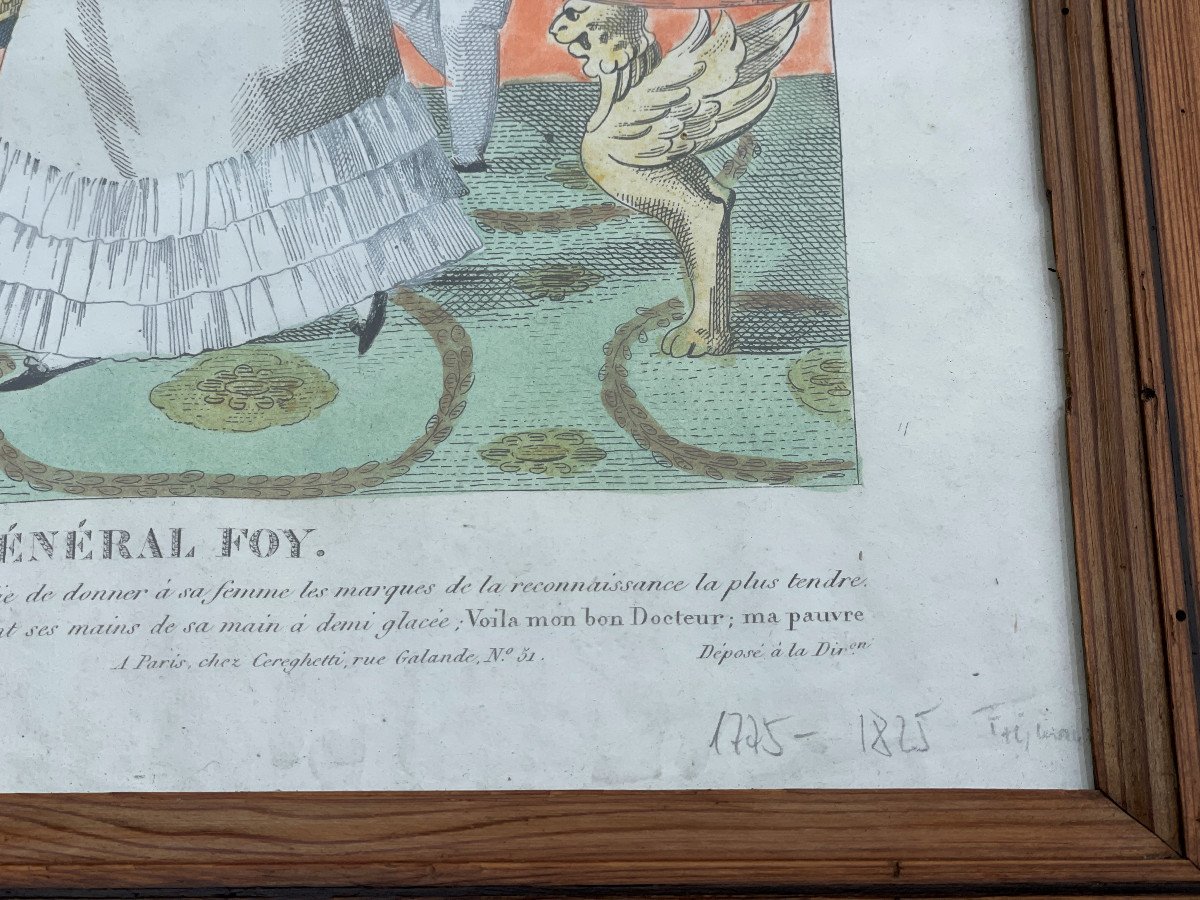 ÉNÉRAL FOY.
ie de donner à sa femme les marques de la reconnaissance la plus tendre.
nt ses mains de sa main à demi glacée ; Voila mon bon Docteur ; ma pauvre
A Paris, chez Cereghetti, rue Galande, N.º 51. Déposé à la Dir.on
1775 - 1825